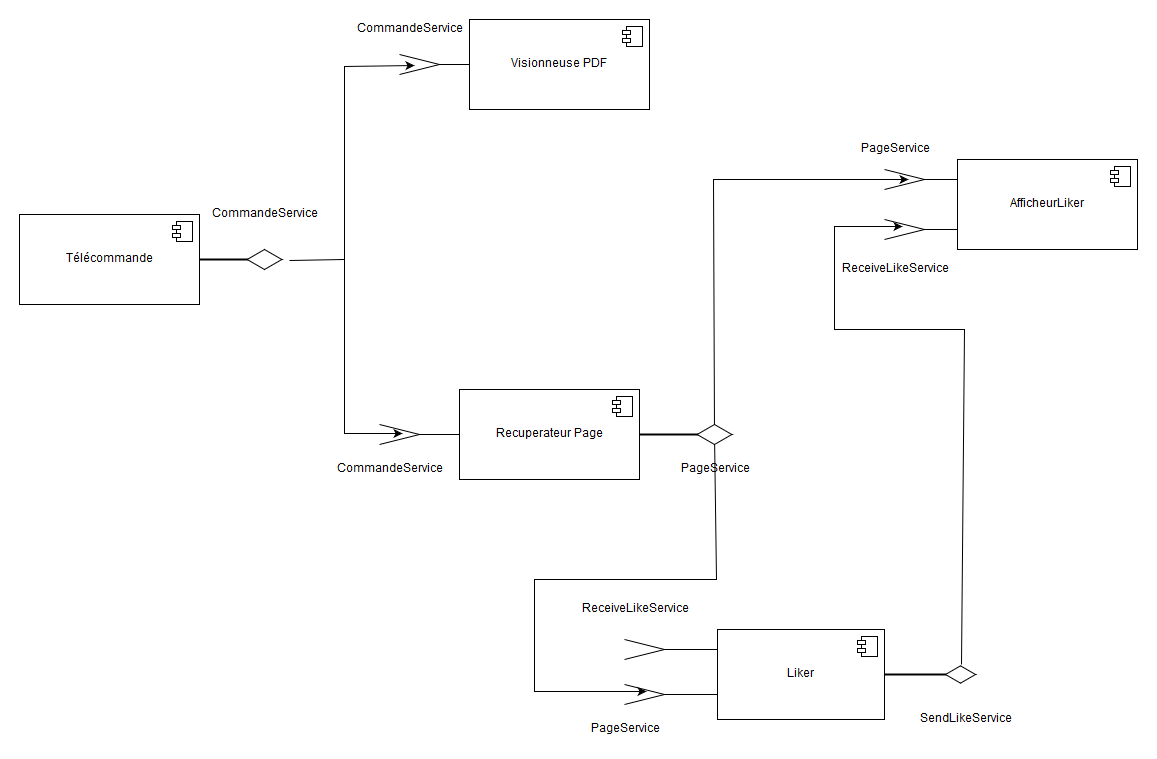 CommandeService
Visionneuse PDF
PageService
AfficheurLiker
CommandeService
Télécommande
ReceiveLikeService
Recuperateur Page
CommandeService
PageService
ReceiveLikeService
Liker
SendLikeService
PageService